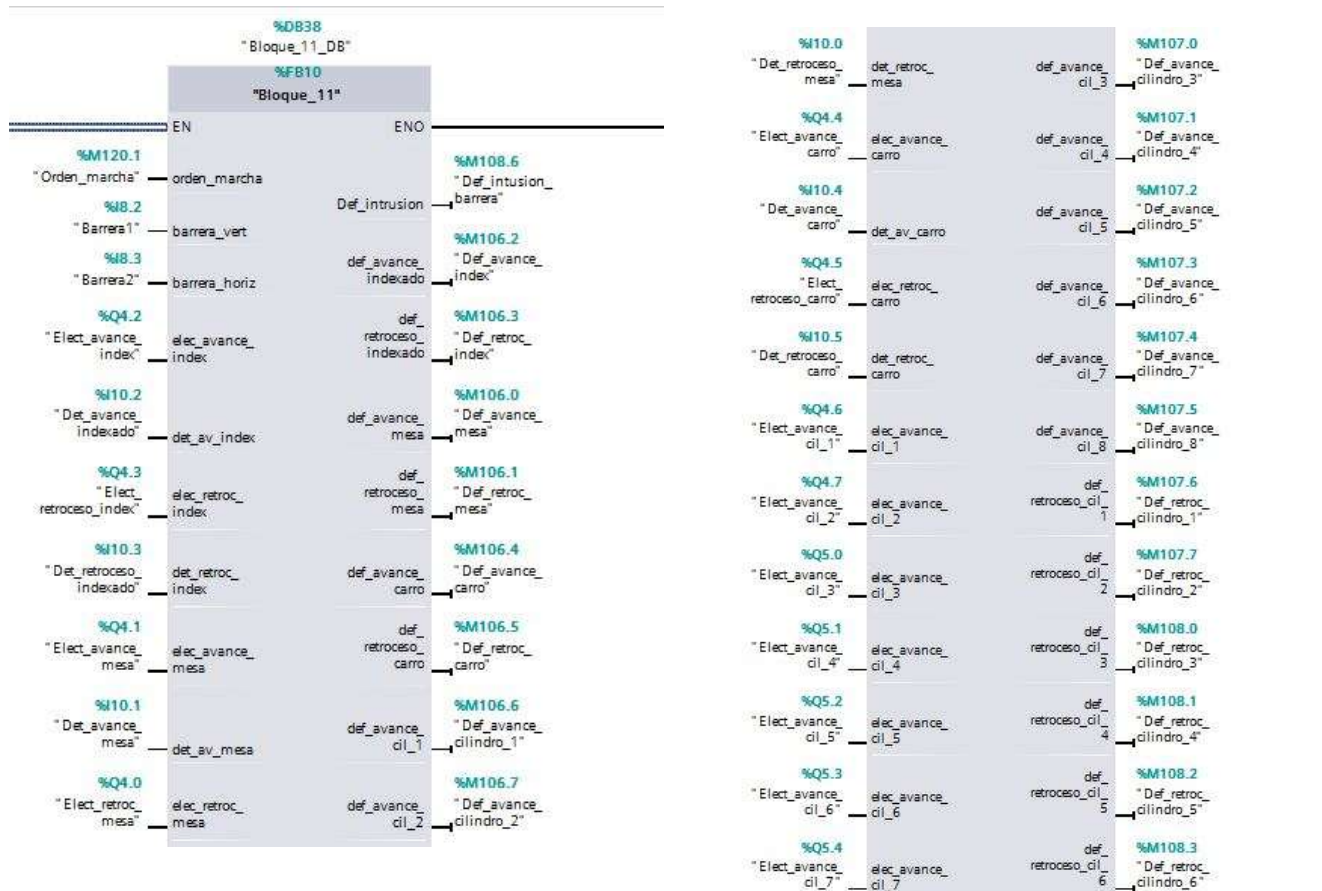 %DB38
"Bloque_11_DB"
%FB10
"Bloque_11"
EN
ENO
%M120.1
"Orden_marcha"
orden_marcha
%I8.2
"Barrera1"
barrera_vert
%I8.3
"Barrera2"
barrera_horiz
%Q4.2
"Elect_avance_
index"
elec_avance_
index
%I10.2
"Det_avance_
indexado"
det_av_index
%Q4.3
"Elect_
retroceso_index"
elec_retroc_
index
%I10.3
"Det_retroceso_
indexado"
det_retroc_
index
%Q4.1
"Elect_avance_
mesa"
elec_avance_
mesa
%I10.1
"Det_avance_
mesa"
det_av_mesa
%Q4.0
"Elect_retroc_
mesa"
elec_retroc_
mesa
Def_intrusion
%M108.6
"Def_intusion_
barrera"
def_avance_
indexado
%M106.2
"Def_avance_
index"
def_
retroceso_
indexado
%M106.3
"Def_retroc_
index"
def_avance_
mesa
%M106.0
"Def_avance_
mesa"
def_
retroceso_
mesa
%M106.1
"Def_retroc_
mesa"
def_avance_
carro
%M106.4
"Def_avance_
carro"
def_
retroceso_
carro
%M106.5
"Def_retroc_
carro"
def_avance_
cil_1
%M106.6
"Def_avance_
cilindro_1"
def_avance_
cil_2
%M106.7
"Def_avance_
cilindro_2"
%I10.0
"Det_retroceso_
mesa"
det_retroc_
mesa
%Q4.4
"Elect_avance_
carro"
elec_avance_
carro
%I10.4
"Det_avance_
carro"
det_av_carro
%Q4.5
"Elect_
retroceso_carro"
elec_retroc_
carro
%I10.5
"Det_retroceso_
carro"
det_retroc_
carro
%Q4.6
"Elect_avance_
cil_1"
elec_avance_
cil_1
%Q4.7
"Elect_avance_
cil_2"
elec_avance_
cil_2
%Q5.0
"Elect_avance_
cil_3"
elec_avance_
cil_3
%Q5.1
"Elect_avance_
cil_4"
elec_avance_
cil_4
%Q5.2
"Elect_avance_
cil_5"
elec_avance_
cil_5
%Q5.3
"Elect_avance_
cil_6"
elec_avance_
cil_6
%Q5.4
"Elect_avance_
cil_7"
elec_avance_
cil_7
def_avance_
cil_3
%M107.0
"Def_avance_
cilindro_3"
def_avance_
cil_4
%M107.1
"Def_avance_
cilindro_4"
def_avance_
cil_5
%M107.2
"Def_avance_
cilindro_5"
def_avance_
cil_6
%M107.3
"Def_avance_
cilindro_6"
def_avance_
cil_7
%M107.4
"Def_avance_
cilindro_7"
def_avance_
cil_8
%M107.5
"Def_avance_
cilindro_8"
def_
retroceso_cil_
1
%M107.6
"Def_retroc_
cilindro_1"
def_
retroceso_cil_
2
%M107.7
"Def_retroc_
cilindro_2"
def_
retroceso_cil_
3
%M108.0
"Def_retroc_
cilindro_3"
def_
retroceso_cil_
4
%M108.1
"Def_retroc_
cilindro_4"
def_
retroceso_cil_
5
%M108.2
"Def_retroc_
cilindro_5"
def_
retroceso_cil_
6
%M108.3
"Def_retroc_
cilindro_6"